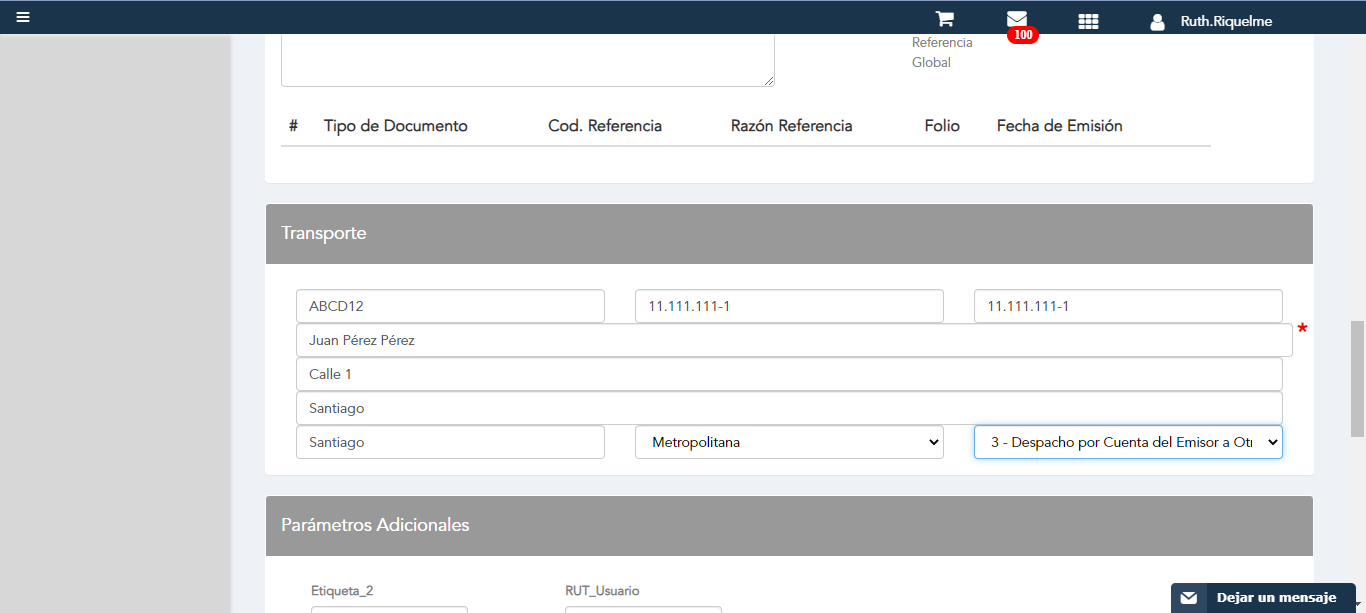 100
Ruth.Riquelme
Referencia
Global
# Tipo de Documento Cod. Referencia Razón Referencia Folio Fecha de Emisión
Transporte
ABCD12 11.111.111-1 11.111.111-1
*
Juan Pérez Pérez
Calle 1
Santiago
Santiago Metropolitana 3 - Despacho por Cuenta del Emisor a Otr
Parámetros Adicionales
Etiqueta_2 RUT_Usuario
Dejar un mensaje